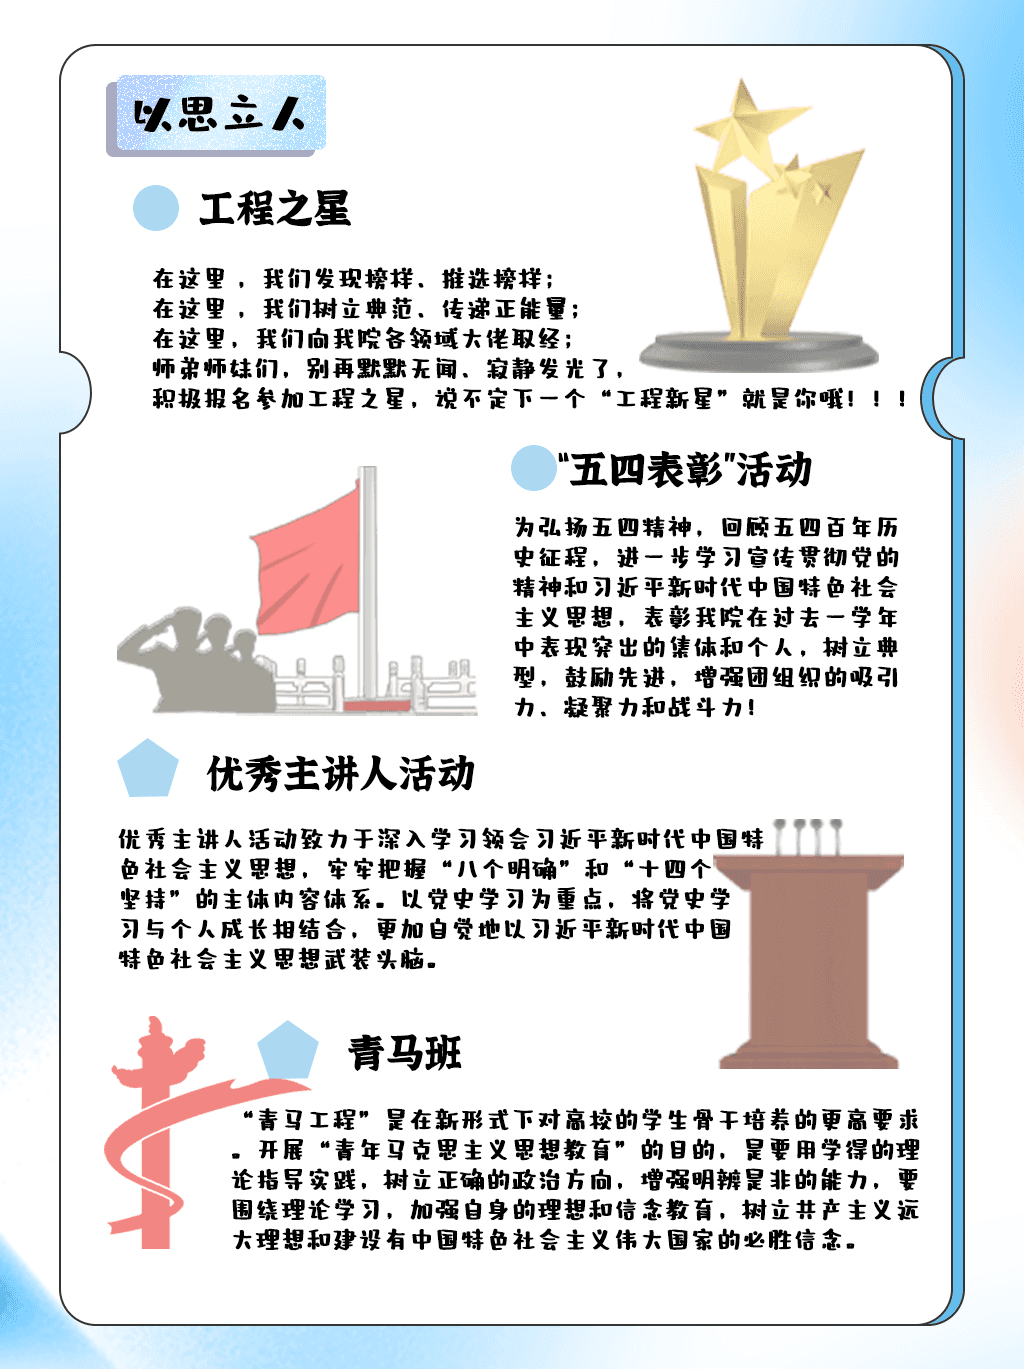 以思立人
工程之星
在这里，我们发现榜样、推选榜样；
在这里，我们树立典范、传递正能量；
在这里，我们向我院各领域大佬取经；
师弟师妹们，别再默默无闻、寂静发光了，
积极报名参加工程之星，说不定下一个“工程新星”就是你哦！！！
“五四表彰”活动
为弘扬五四精神，回顾五四百年历
史征程，进一步学习宣传贯彻党的
精神和习近平新时代中国特色社会
主义思想，表彰我院在过去一学年
中表现突出的集体和个人，树立典
型，鼓励先进，增强团组织的吸引
力、凝聚力和战斗力！
优秀主讲人活动
优秀主讲人活动致力于深入学习领会习近平新时代中国特
色社会主义思想，牢牢把握“八个明确”和“十四个
坚持”的主体内容体系。以党史学习为重点，将党史学
习与个人成长相结合，更加自觉地以习近平新时代中国
特色社会主义思想武装头脑。
青马班
“青马工程”是在新形式下对高校的学生骨干培养的更高要求
。开展“青年马克思主义思想教育”的目的，是要用学得的理
论指导实践，树立正确的政治方向，增强明辨是非的能力，要
围绕理论学习，加强自身的理想和信念教育，树立共产主义远
大理想和建设有中国特色社会主义伟大国家的必胜信念。